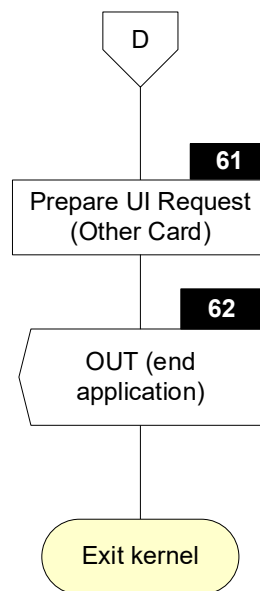 D
61
Prepare UI Request
(Other Card)
62
OUT (end
application)
Exit kernel